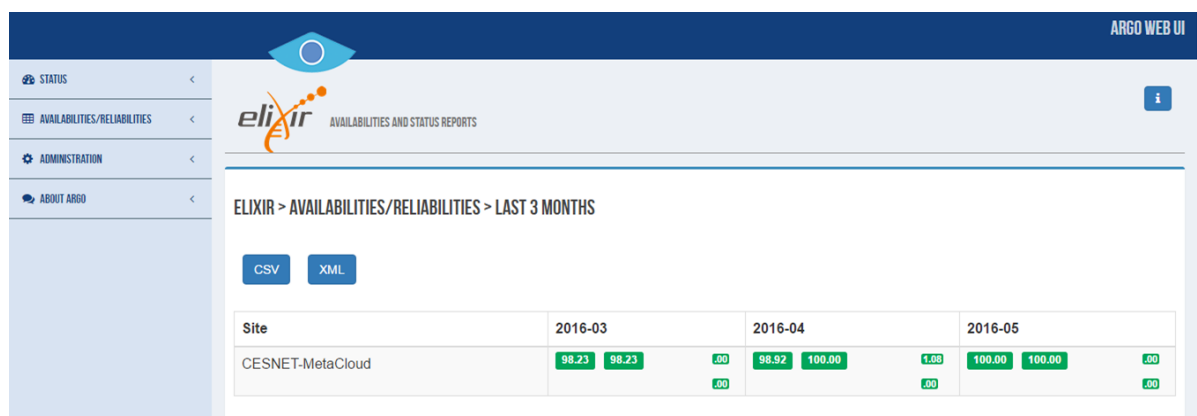 ARGO WEB UI
STATUS
AVAILABILITIES/RELIABILITIES
ADMINISTRATION
ABOUT ARGO
elixir AVAILABILITIES AND STATUS REPORTS
i
ELIXIR > AVAILABILITIES/RELIABILITIES > LAST 3 MONTHS
CSV XML
Site 2016-03 2016-04 2016-05
CESNET-MetaCloud 98.23 98.23 .00 98.92 100.00 1.08 100.00 100.00 .00
.00 .00 .00